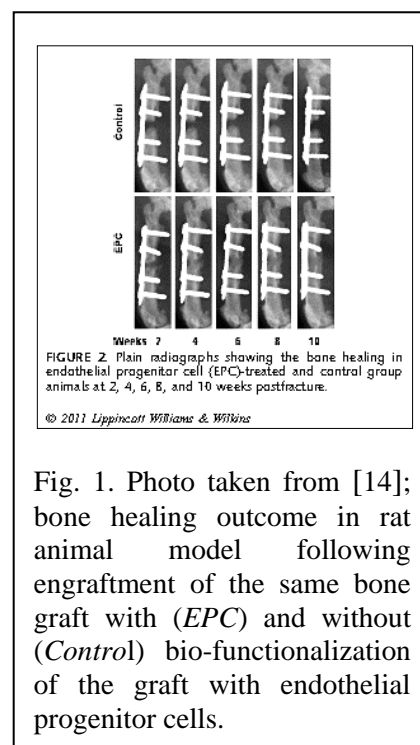 Control
EPC
Weeks 2 4 6 8 10
FIGURE 2. Plain radiographs showing the bone healing in
endothelial progenitor cell (EPC)-treated and control group
animals at 2, 4, 6, 8, and 10 weeks postfracture.
© 2011 Lippincott Williams & Wilkins
Fig. 1. Photo taken from [14];
bone healing outcome in rat
animal model following
engraftment of the same bone
graft with (EPC) and without
(Control) bio-functionalization
of the graft with endothelial
progenitor cells.